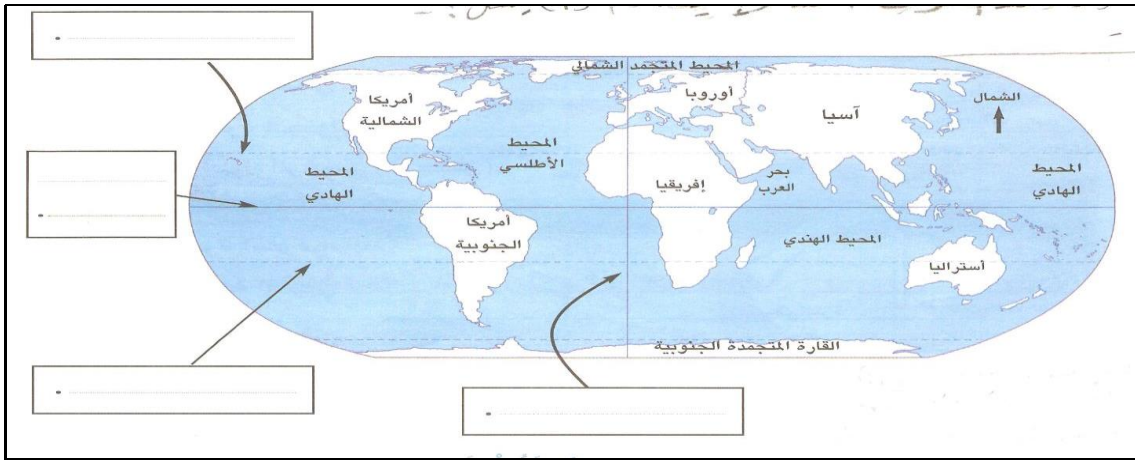 المحيط المتجمد الشمالي
أمريكا
الشمالية
أوروبا
آسيا
الشمال
المحيط
الأطلسي
المحيط
الهادي
إفريقيا
بحر
العرب
المحيط
الهادي
أمريكا
الجنوبية
المحيط الهندي
أستراليا
القارة المتجمدة الجنوبية